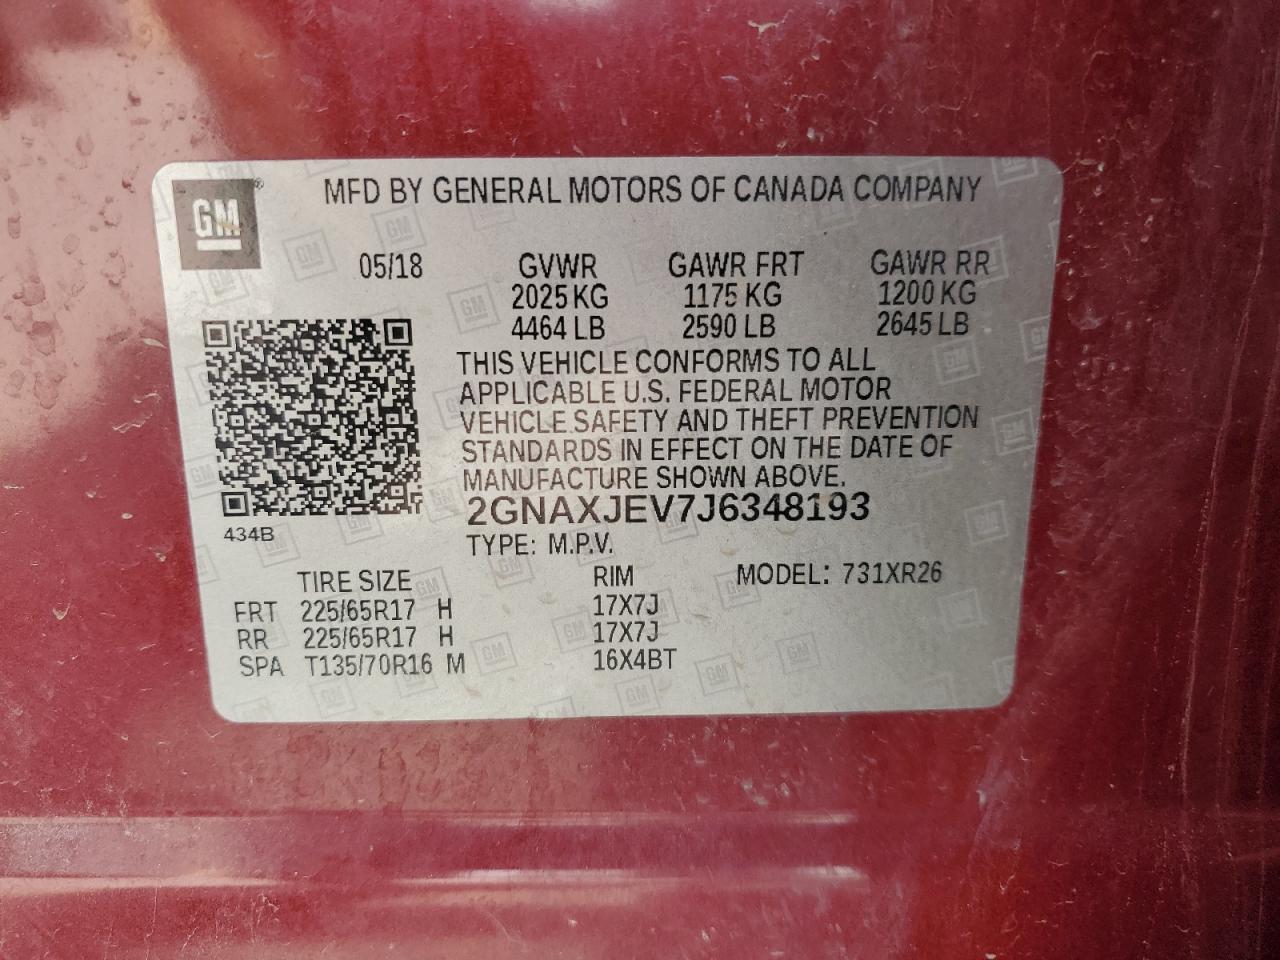 GM®
MFD BY GENERAL MOTORS OF CANADA COMPANY
05/18 GVWR GAWR FRT GAWR RR
2025 KG 1175 KG 1200 KG
4464 LB 2590 LB 2645 LB
THIS VEHICLE CONFORMS TO ALL
APPLICABLE U.S. FEDERAL MOTOR
VEHICLE SAFETY AND THEFT PREVENTION
STANDARDS IN EFFECT ON THE DATE OF
MANUFACTURE SHOWN ABOVE.
2GNAXJEV7J6348193
434B
TYPE: M.P.V.
TIRE SIZE RIM MODEL: 731XR26
FRT 225/65R17 H 17X7J
RR 225/65R17 H 17X7J
SPA T135/70R16 M 16X4BT